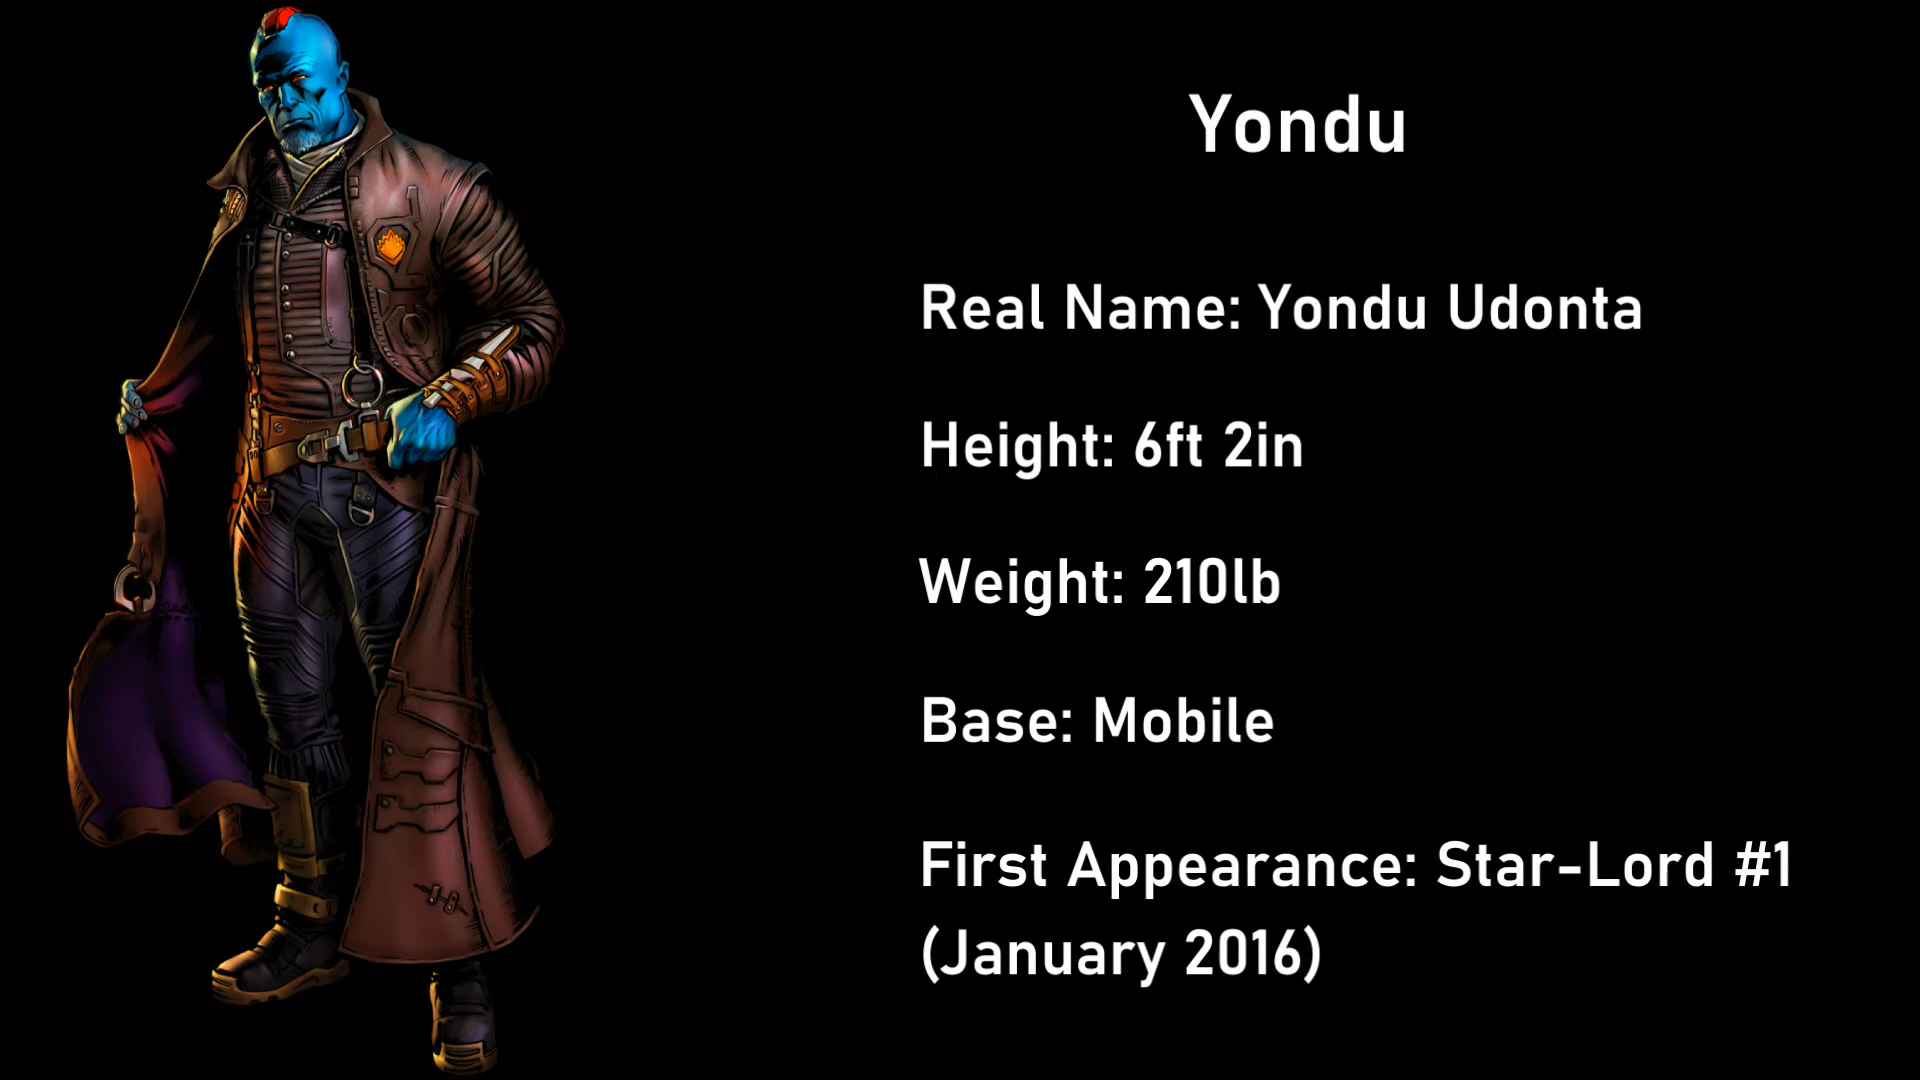 Yondu
Real Name: Yondu Udonta
Height: 6ft 2in
Weight: 210lb
Base: Mobile
First Appearance: Star-Lord #1
(January 2016)